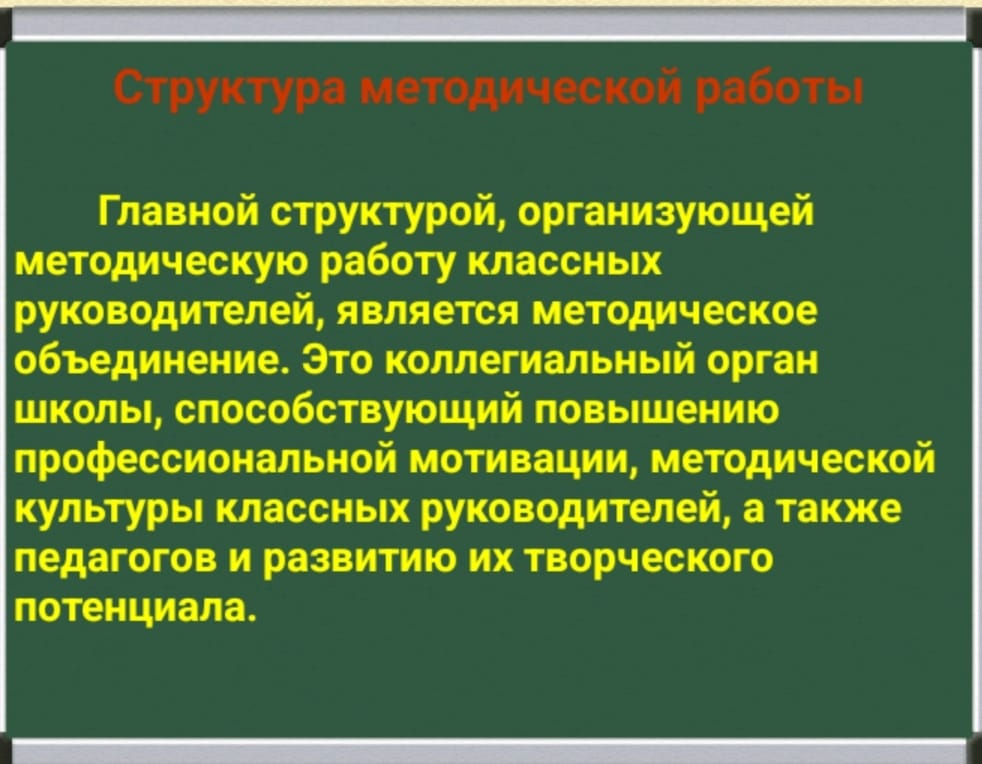 Структура методической работы
Главной структурой, организующей
методическую работу классных
руководителей, является методическое
объединение. Это коллегиальный орган
школы, способствующий повышению
профессиональной мотивации, методической
культуры классных руководителей, а также
педагогов и развитию их творческого
потенциала.